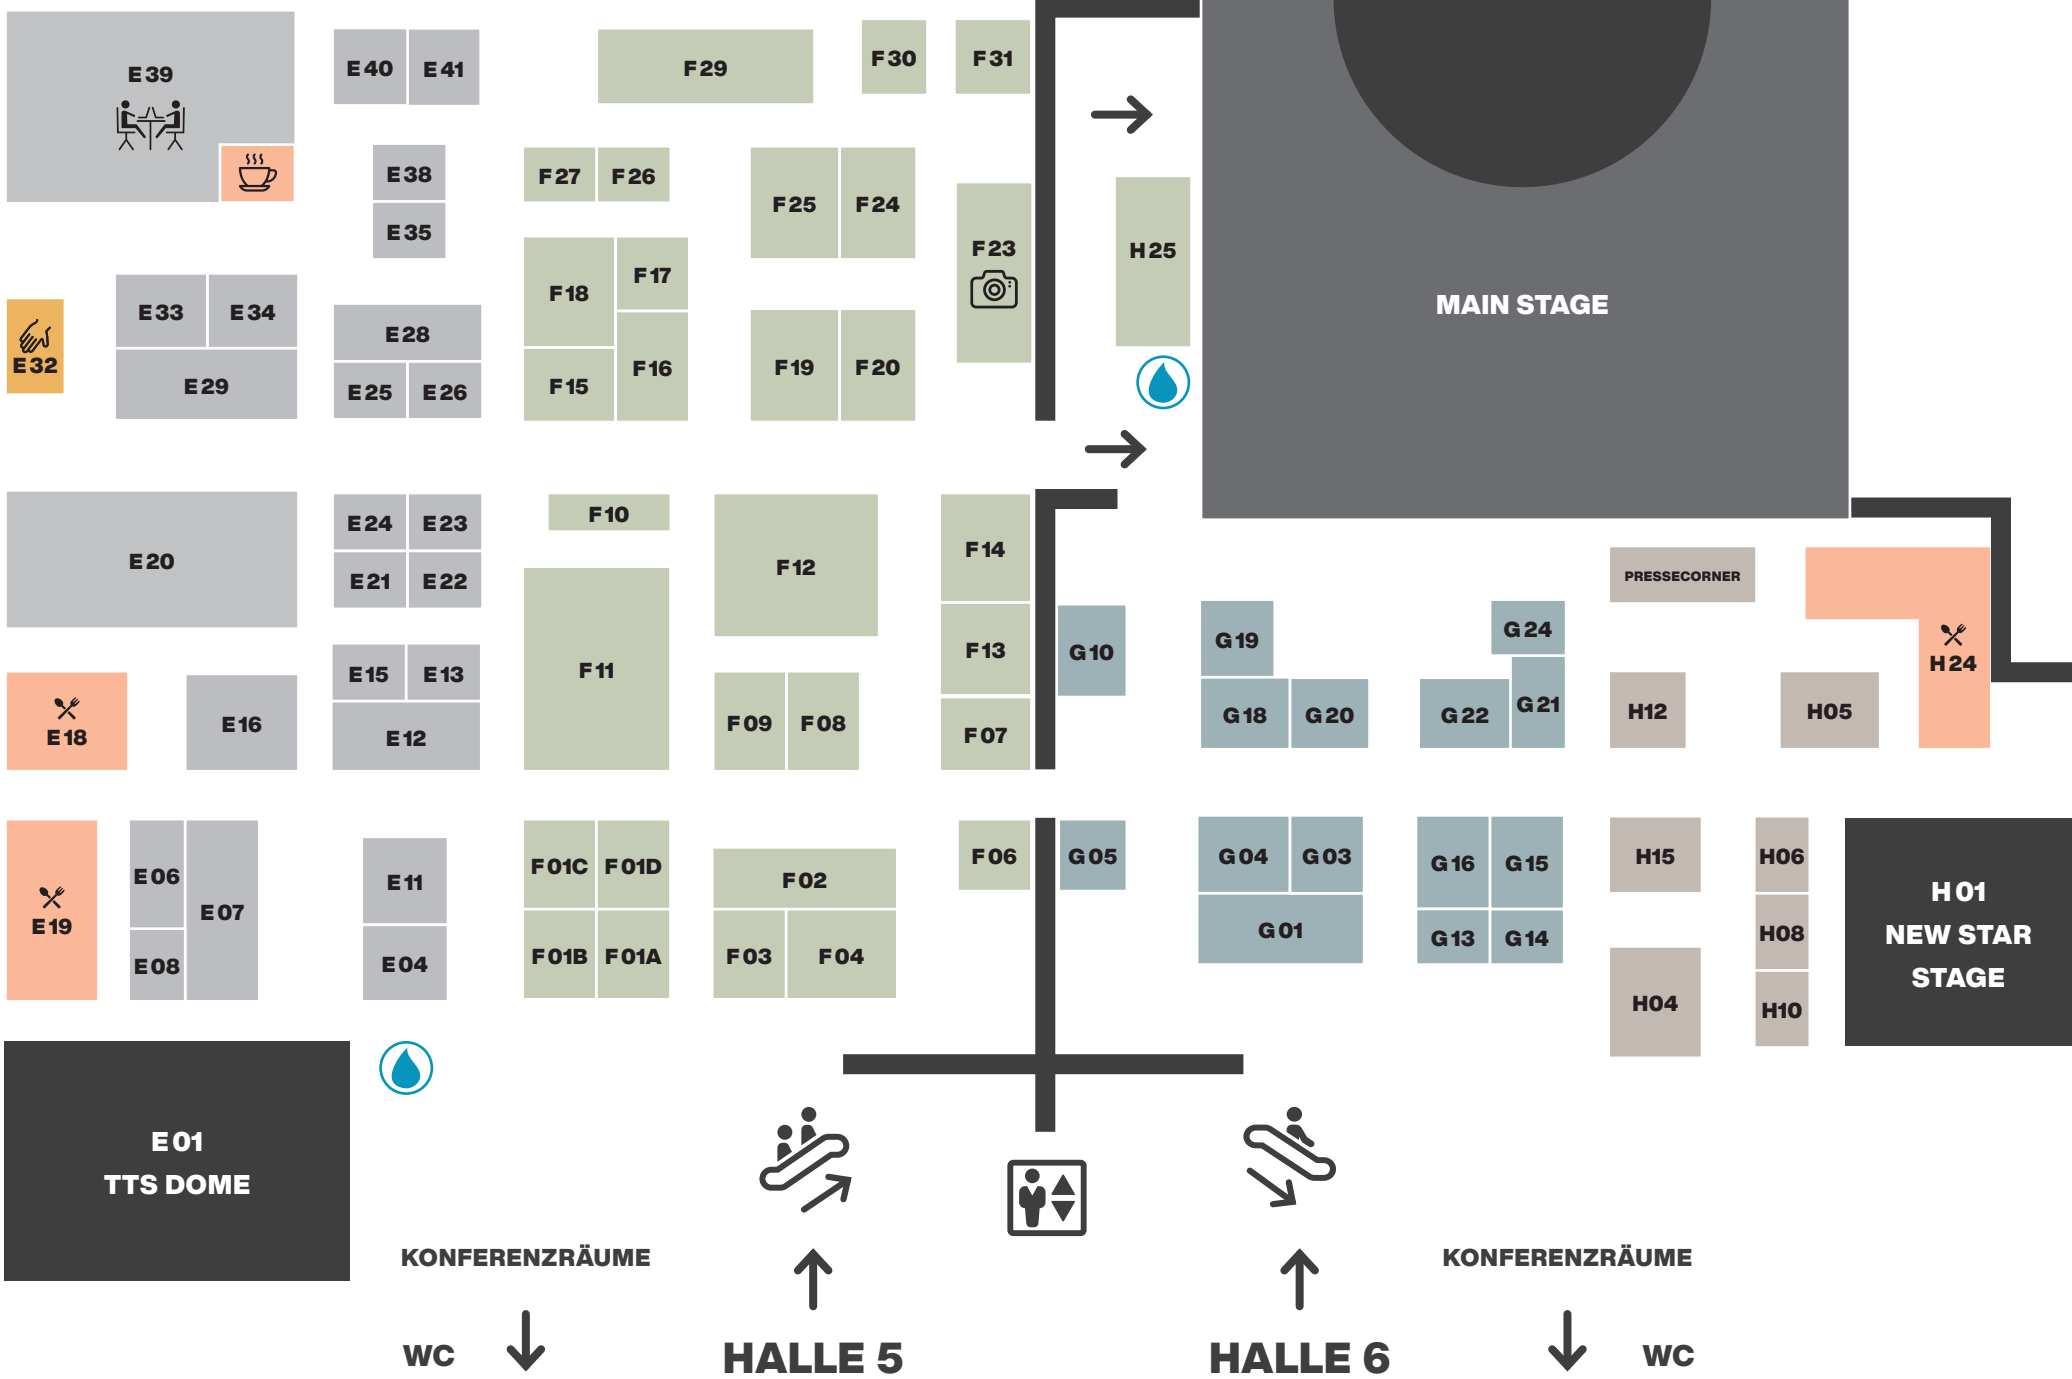 E39
E40
E41
F29
F30
F31
E38
E35
F27
F26
F25
F24
F23
H25
MAIN STAGE
E32
E33
E34
E29
E28
E25
E26
F18
F17
F15
F16
F19
F20
E20
E24
E23
E21
E22
F10
F11
F12
F14
F13
F07
G10
G19
G18
G20
G24
G22
G21
PRESSECORNER
H24
H12
H05
E18
E16
E15
E13
E12
F09
F08
E19
E06
E07
E08
E11
E04
F01C
F01D
F01B
F01A
F02
F03
F04
F06
G05
G04
G03
G01
G16
G15
G13
G14
H15
H04
H06
H08
H10
H01
NEW STAR
STAGE
E01
TTS DOME
KONFERENZRÄUME
WC
HALLE 5
HALLE 6
KONFERENZRÄUME
WC